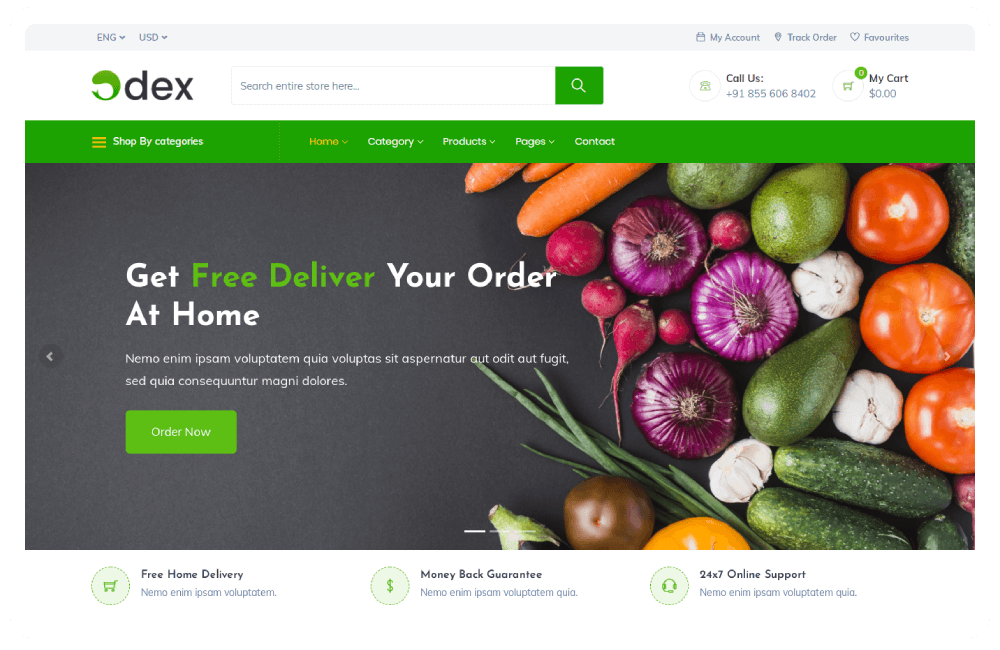 ENG USD My Account Track Order Favourites
Odex
Search entire store here...
Call Us:
+91 855 606 8402
0
My Cart
$0.00
Shop By categories Home Category Products Pages Contact
Get Free Deliver Your Order
At Home
Nemo enim ipsam voluptatem quia voluptas sit aspernatur aut odit aut fugit,
sed quia consequuntur magni dolores.
Order Now
Free Home Delivery
Nemo enim ipsam voluptatem.
Money Back Guarantee
Nemo enim ipsam voluptatem quia.
24x7 Online Support
Nemo enim ipsam voluptatem quia.